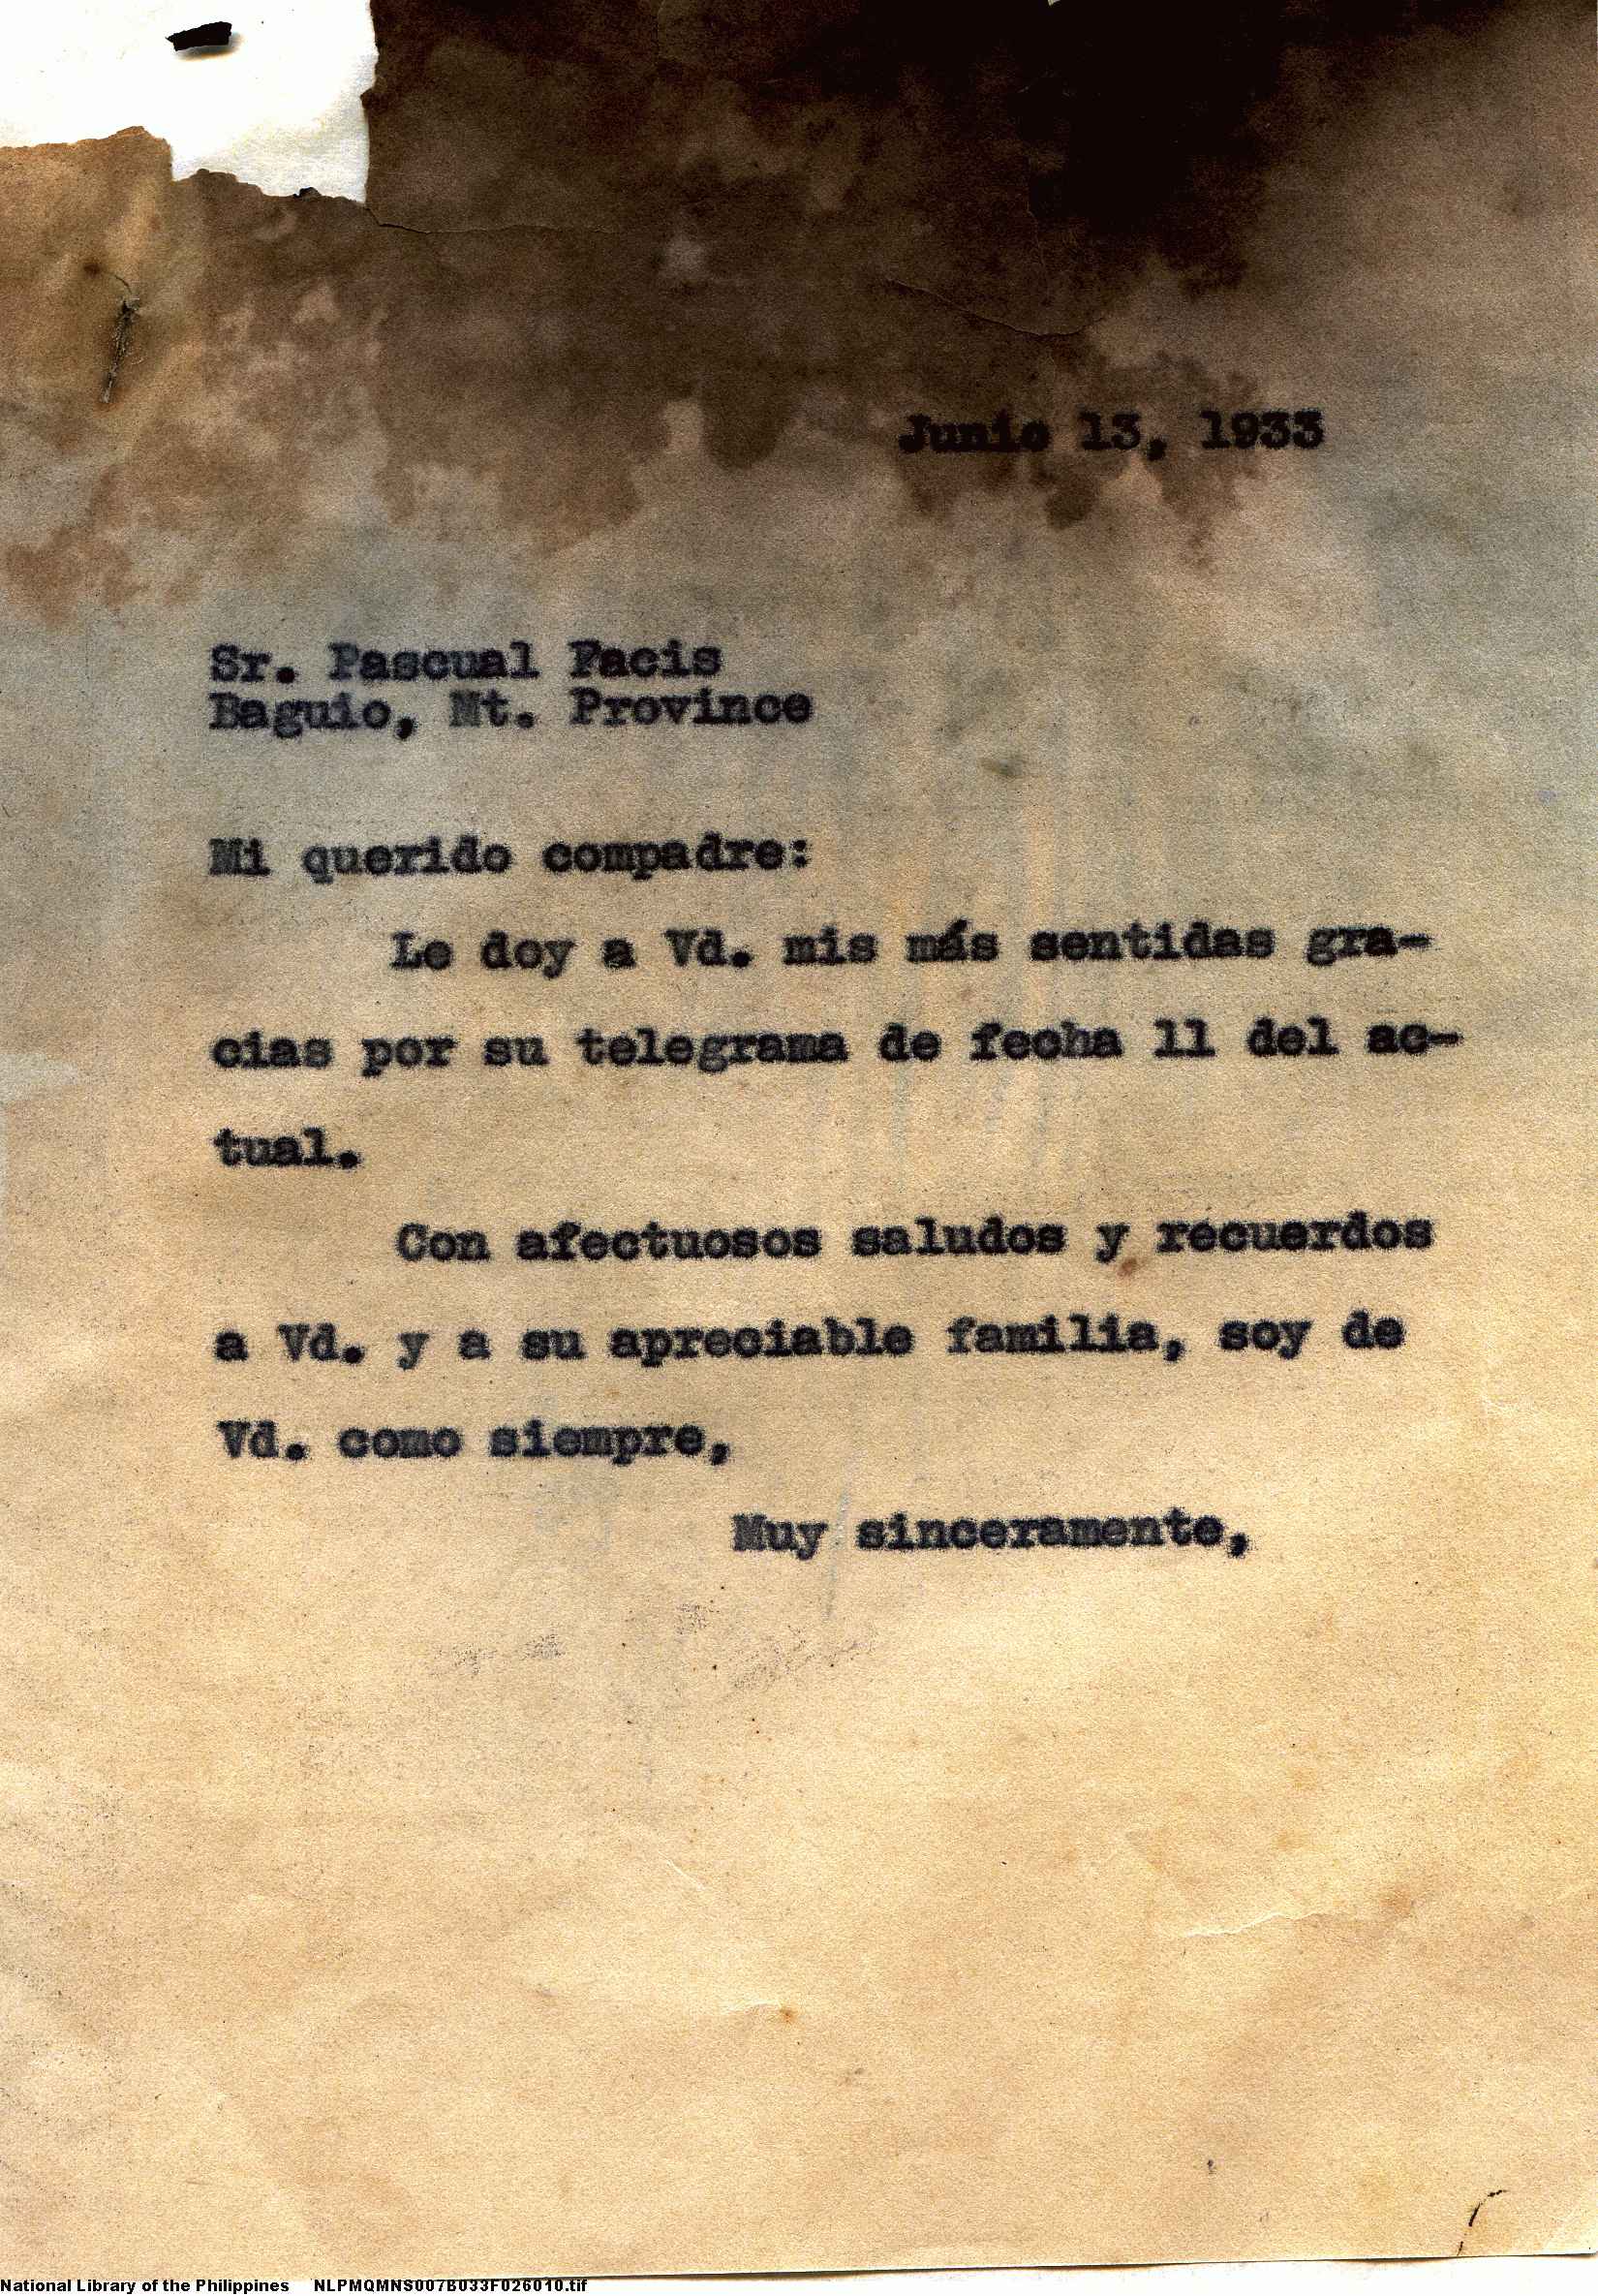 Junio 13, 1933
Sr. Pascual Pacis
Baguio, Mt. Province
Mi querido compadre:
Le doy a Vd. mis más sentidas gra-
cias por su telegrama de fecha 11 del ac-
tual.
Con afectuosos saludos y recuerdos
a Vd. y a su apreciable familia, soy de
Vd. como siempre,
Muy sinceramente,
National Library of the Philippines NLPMQMNS007B033F026010.tif